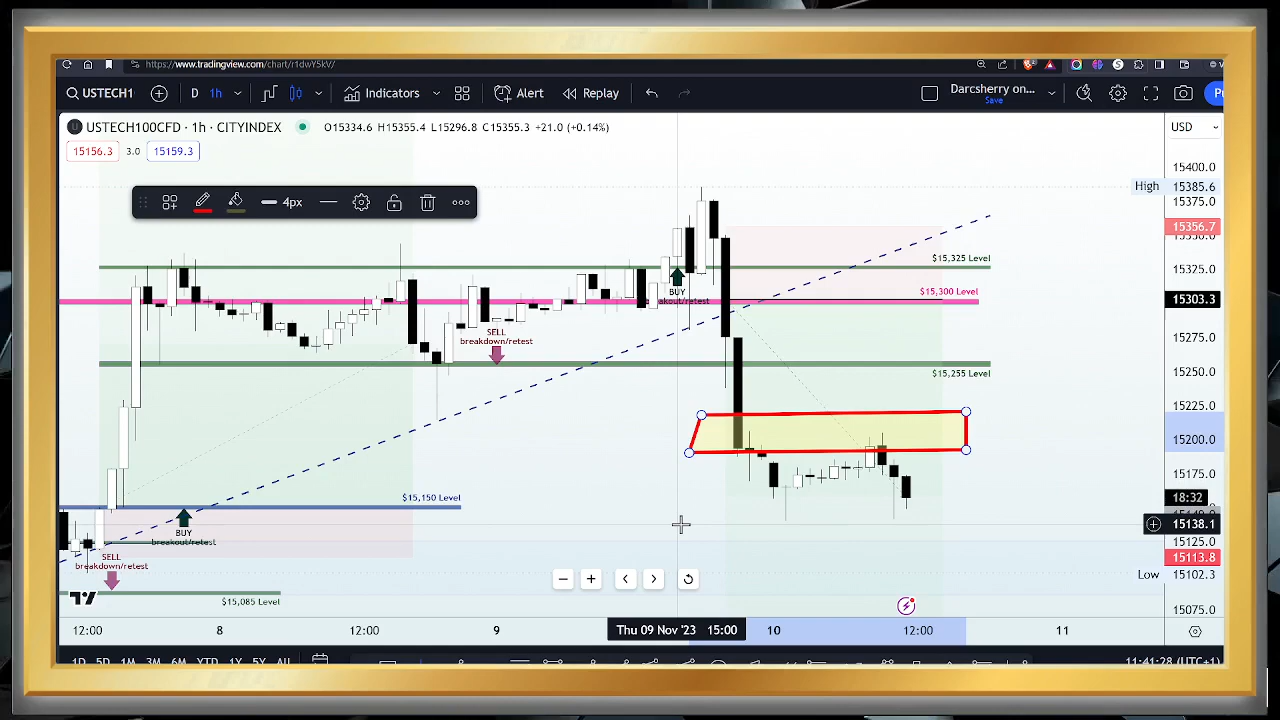 https://www.tradingview.com/chart/r1dwY5kV/
USTECH1
D
1h
Indicators
Alert
Replay
Darcsherry on...
Save
USTECH100CFD · 1h · CITYINDEX
O15334.6 H15355.4 L15296.8 C15355.3 +21.0 (+0.14%)
USD
15156.3
3.0
15159.3
15400.0
High 15385.6
15375.0
4px
15356.7
$15,325 Level
15325.0
BUY
$15,300 Level
15303.3
SELL
breakdown/retest
15275.0
$15,255 Level
15250.0
15225.0
15200.0
15175.0
$15,150 Level
18:32
15138.1
BUY
breakout/retest
15125.0
SELL
breakdown/retest
15113.8
Low 15102.3
$15,085 Level
15075.0
12:00
8
12:00
9
Thu 09 Nov '23 15:00
10
12:00
11
1D 5D 1M 3M 6M YTD 1Y 5Y All
11:41:28 (UTC+1)